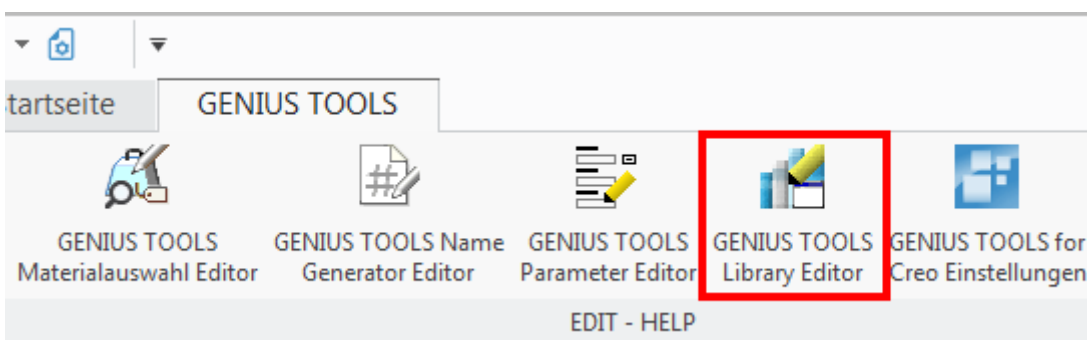 tartseite GENIUS TOOLS
GENIUS TOOLS GENIUS TOOLS Name GENIUS TOOLS GENIUS TOOLS GENIUS TOOLS for
Materialauswahl Editor Generator Editor Parameter Editor Library Editor Creo Einstellungen
EDIT - HELP